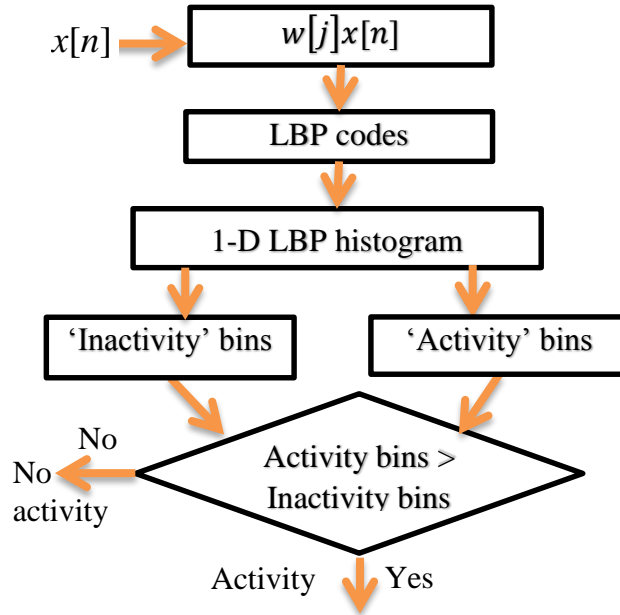 x[n]
w[j]x[n]
LBP codes
1-D LBP histogram
‘Inactivity’ bins
‘Activity’ bins
Activity bins >
Inactivity bins
No
No
activity
Activity
Yes